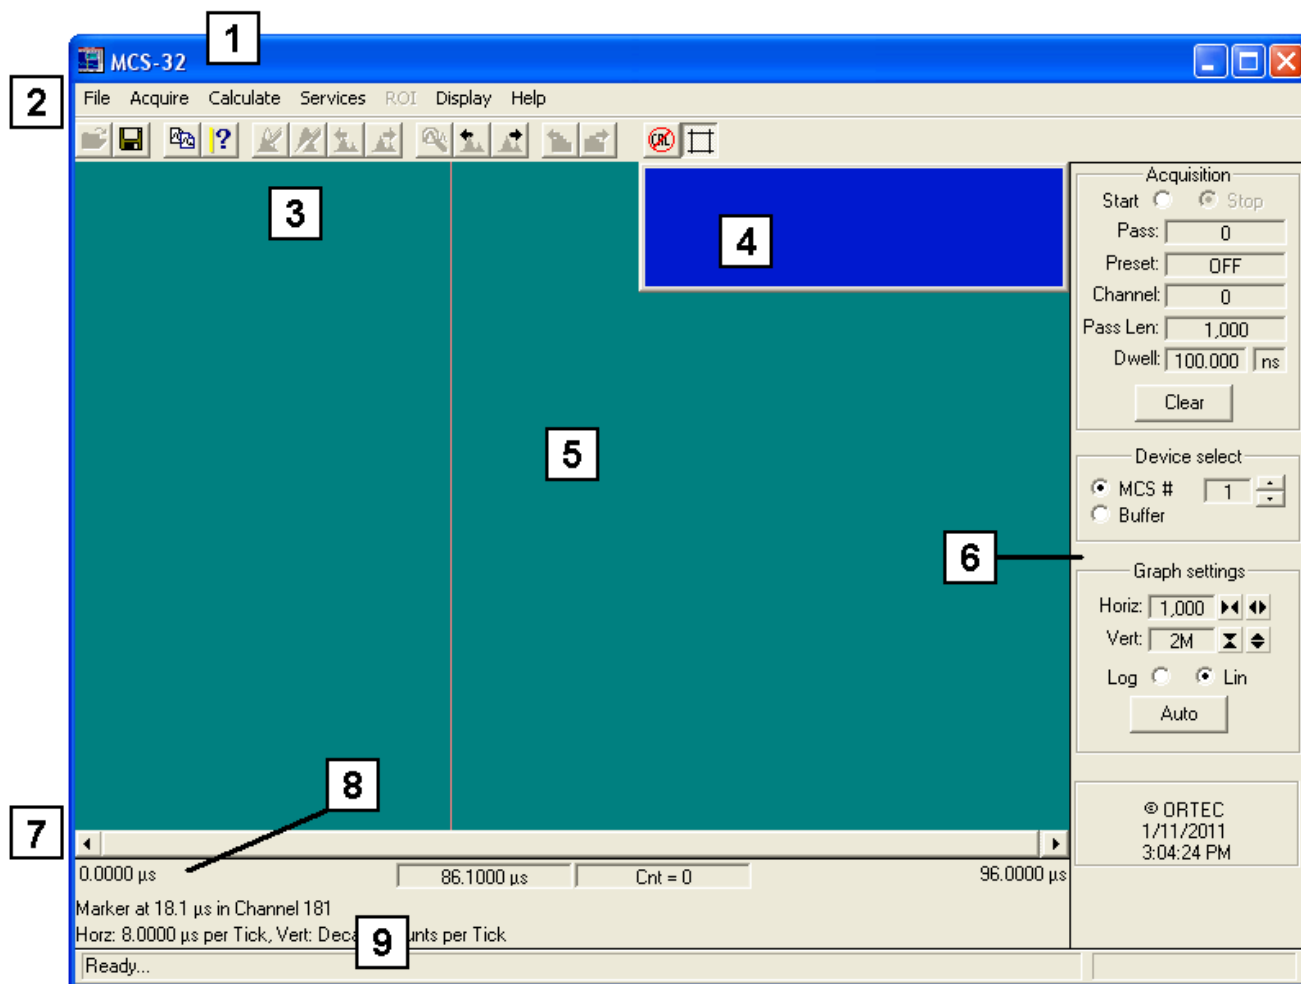 1
MCS-32
2
File Acquire Calculate Services ROI Display Help
CAL
3
4
5
Acquisition
Start Stop
Pass: 0
Preset: OFF
Channel: 0
Pass Len: 1,000
Dwell: 100.000 ns
Clear
Device select
MCS # 1
Buffer
6
Graph settings
Horiz: 1,000
Vert: 2M
Log Lin
Auto
© ORTEC
1/11/2011
3:04:24 PM
7
8
0.0000 µs 86.1000 µs Cnt = 0 96.0000 µs
Marker at 18.1 µs in Channel 181
Horz: 8.0000 µs per Tick, Vert: per Tick
9
Ready...